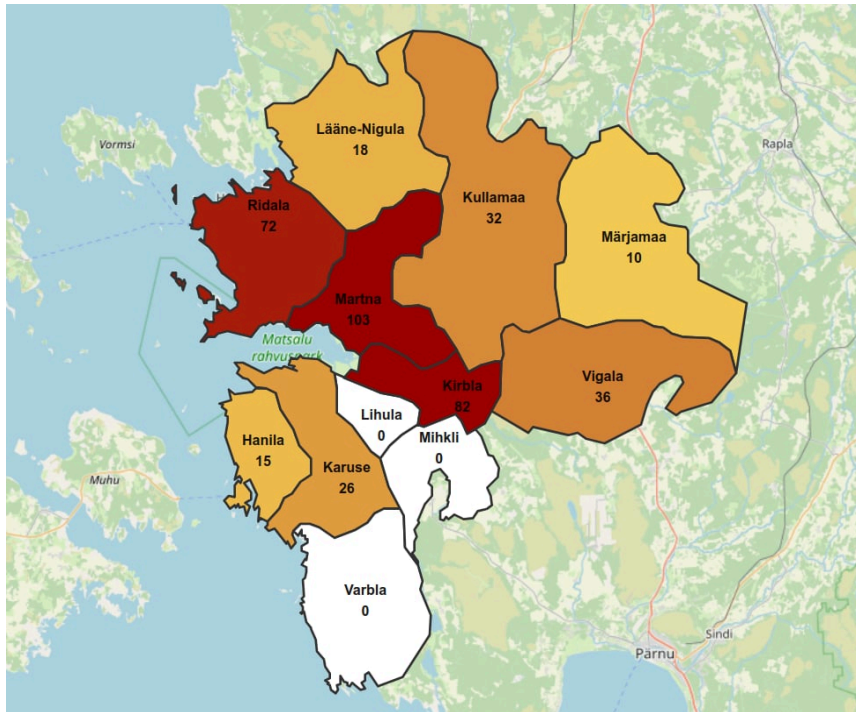 Lääne-Nigula
18
Vormsi
Rapla
Kullamaa
32
Ridala
72
Märjamaa
10
Martna
103
Matsalu
Kirbla
82
Vigala
36
Lihula
0
Mihkli
0
Hanila
15
Karuse
26
Muhu
Varbla
0
Sindi
Pärnu